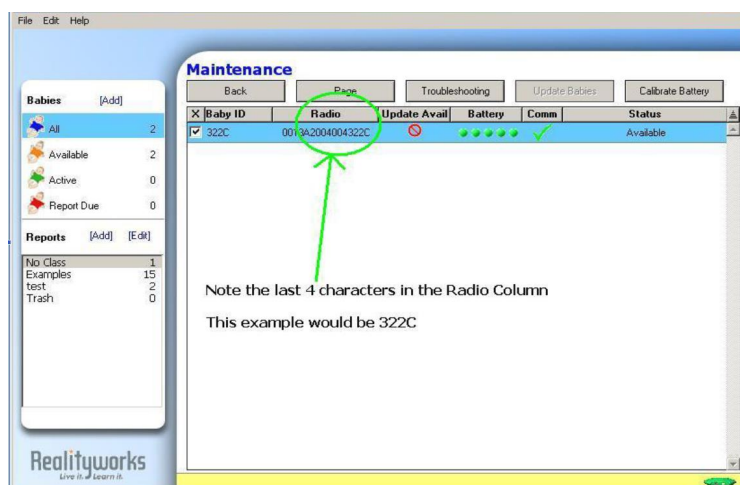 File Edit Help
Maintenance
Back Page Troubleshooting Update Babies Calibrate Battery
Babies [Add]
All 2
Available 2
Active 0
Report Due 0
Reports [Add] [Edit]
No Class 1
Examples 15
test 2
Trash 0
X Baby ID Radio Update Avail Battery Comm Status
322C 0013A2004004322C Available
Note the last 4 characters in the Radio Column
This example would be 322C
Realityworks
Live it. Learn it.